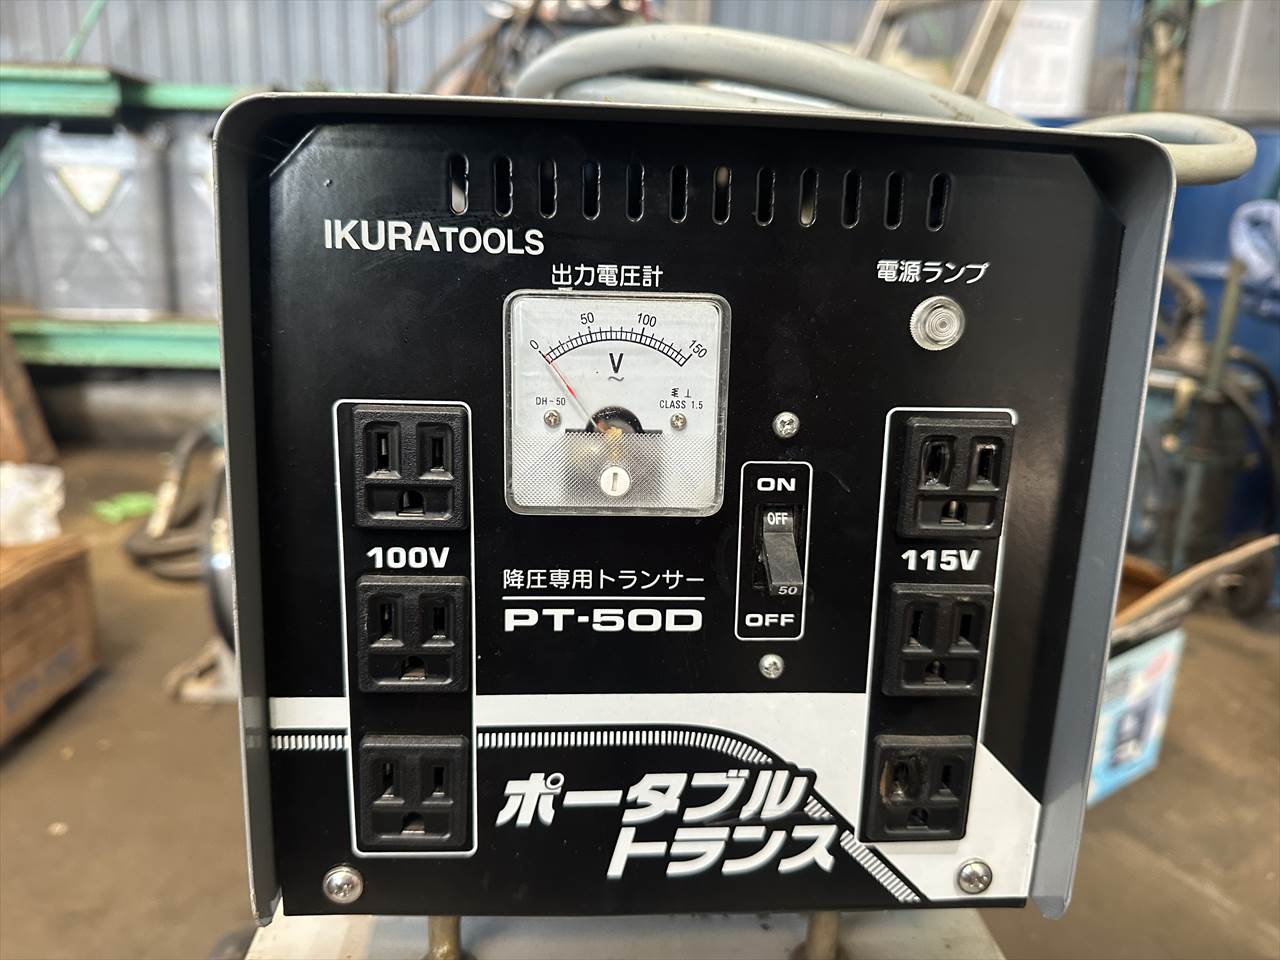 IKURATOOLS
出力電圧計
電源ランプ
0 50 100 150
V
~
DH-50
CLASS 1.5
ON
OFF
50
OFF
100V
115V
降圧専用トランサー
PT-50D
ポータブル
トランス